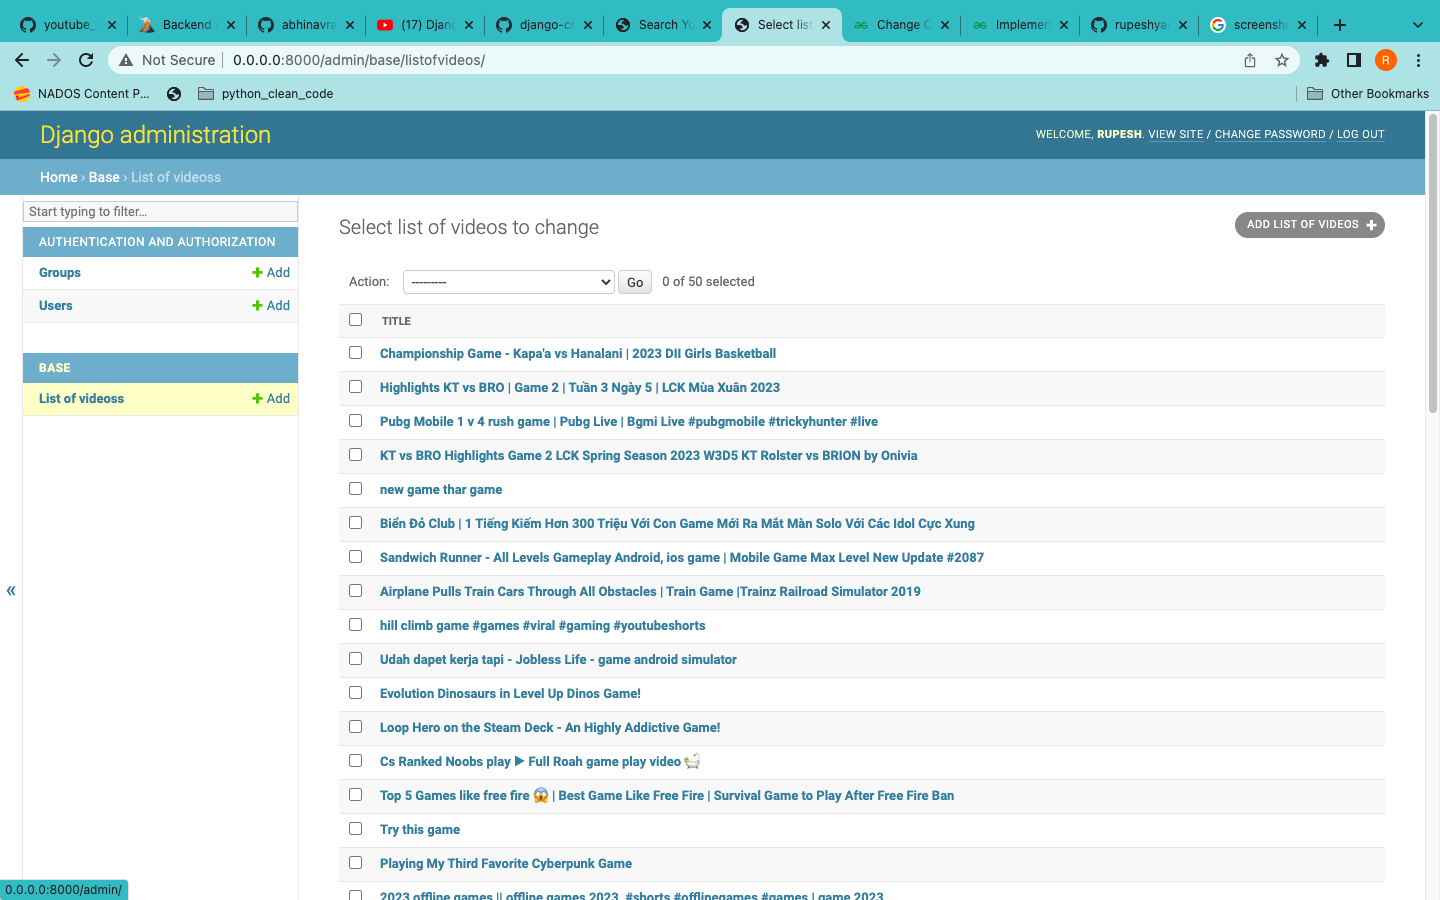 youtube_
Backend
abhinavra
(17) Djang
django-cr
Search Yo
Select list
Change C
Implemen
rupeshyad
screensho
Not Secure
0.0.0.0:8000/admin/base/listofvideos/
R
NADOS Content P...
python_clean_code
Other Bookmarks
Django administration
WELCOME, RUPESH. VIEW SITE / CHANGE PASSWORD / LOG OUT
Home › Base › List of videoss
Start typing to filter...
AUTHENTICATION AND AUTHORIZATION
Groups
Add
Users
Add
BASE
List of videoss
Add
«
Select list of videos to change
ADD LIST OF VIDEOS
Action:
---------
Go
0 of 50 selected
TITLE
Championship Game - Kapa'a vs Hanalani | 2023 DII Girls Basketball
Highlights KT vs BRO | Game 2 | Tuần 3 Ngày 5 | LCK Mùa Xuân 2023
Pubg Mobile 1 v 4 rush game | Pubg Live | Bgmi Live #pubgmobile #trickyhunter #live
KT vs BRO Highlights Game 2 LCK Spring Season 2023 W3D5 KT Rolster vs BRION by Onivia
new game thar game
Biển Đỏ Club | 1 Tiếng Kiếm Hơn 300 Triệu Với Con Game Mới Ra Mắt Màn Solo Với Các Idol Cực Xung
Sandwich Runner - All Levels Gameplay Android, ios game | Mobile Game Max Level New Update #2087
Airplane Pulls Train Cars Through All Obstacles | Train Game |Trainz Railroad Simulator 2019
hill climb game #games #viral #gaming #youtubeshorts
Udah dapet kerja tapi - Jobless Life - game android simulator
Evolution Dinosaurs in Level Up Dinos Game!
Loop Hero on the Steam Deck - An Highly Addictive Game!
Cs Ranked Noobs play ▶ Full Roah game play video 🛀
Top 5 Games like free fire 😱 | Best Game Like Free Fire | Survival Game to Play After Free Fire Ban
Try this game
Playing My Third Favorite Cyberpunk Game
2023 offline games || offline games 2023, #shorts #offlinegames #games | game 2023
0.0.0.0:8000/admin/